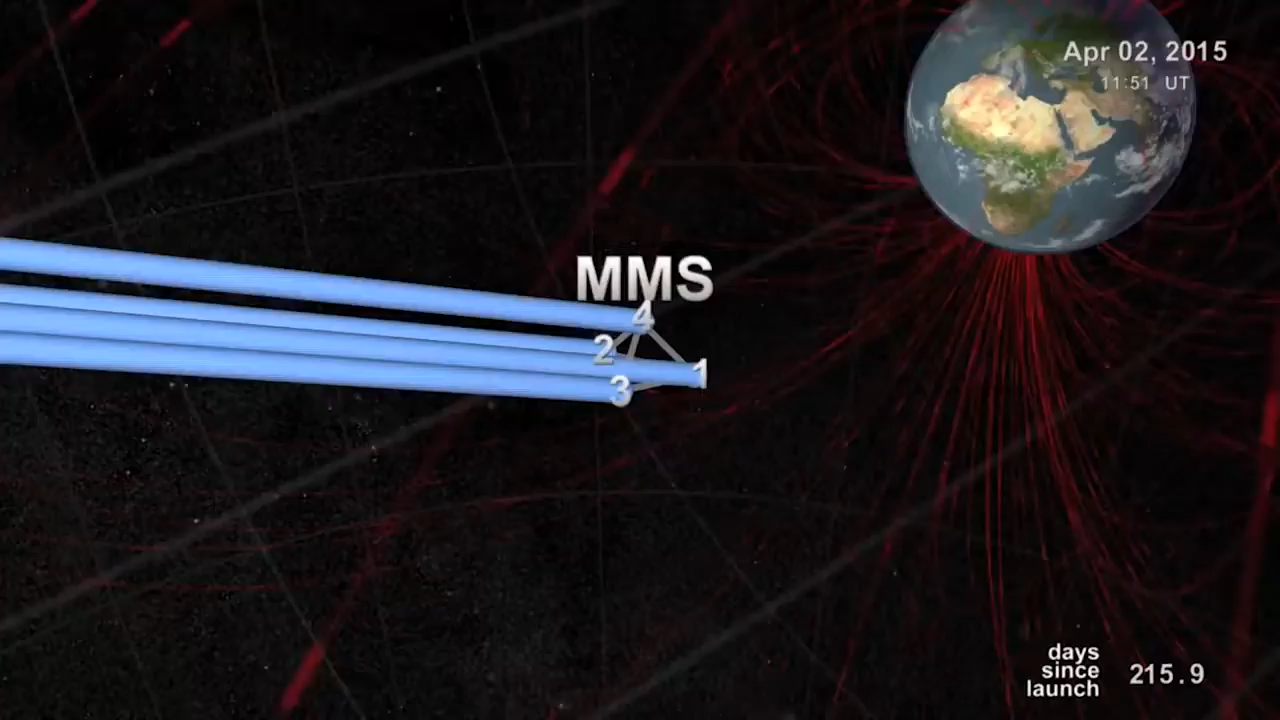 Apr 02, 2015
11:51 UT
MMS
4
2
1
3
days
since
launch
215.9